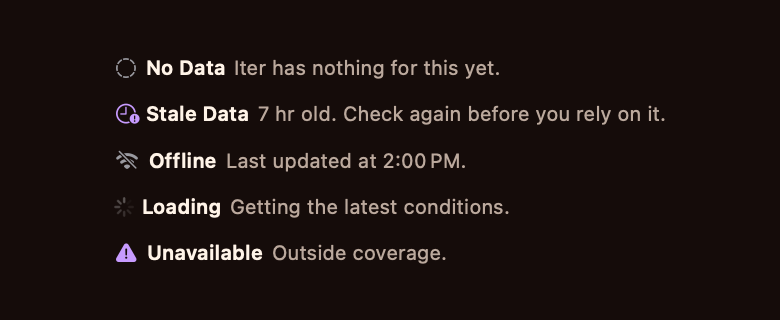 No Data Iter has nothing for this yet.
Stale Data 7 hr old. Check again before you rely on it.
Offline Last updated at 2:00 PM.
Loading Getting the latest conditions.
Unavailable Outside coverage.